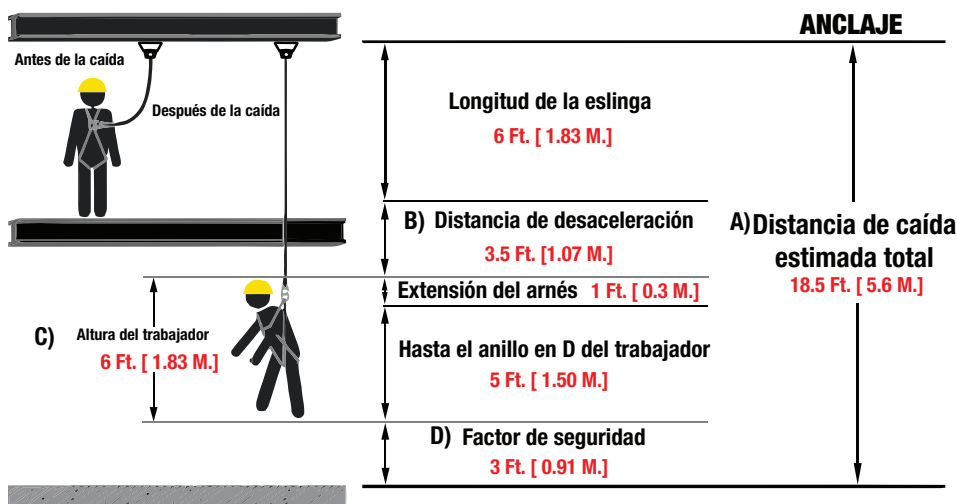 ANCLAJE
Antes de la caída
Después de la caída
Longitud de la eslinga
6 Ft. [ 1.83 M.]
B) Distancia de desaceleración
3.5 Ft. [1.07 M.]
A) Distancia de caída
estimada total
18.5 Ft. [ 5.6 M.]
Extensión del arnés 1 Ft. [ 0.3 M.]
C) Altura del trabajador
6 Ft. [ 1.83 M.]
Hasta el anillo en D del trabajador
5 Ft. [ 1.50 M.]
D) Factor de seguridad
3 Ft. [ 0.91 M.]